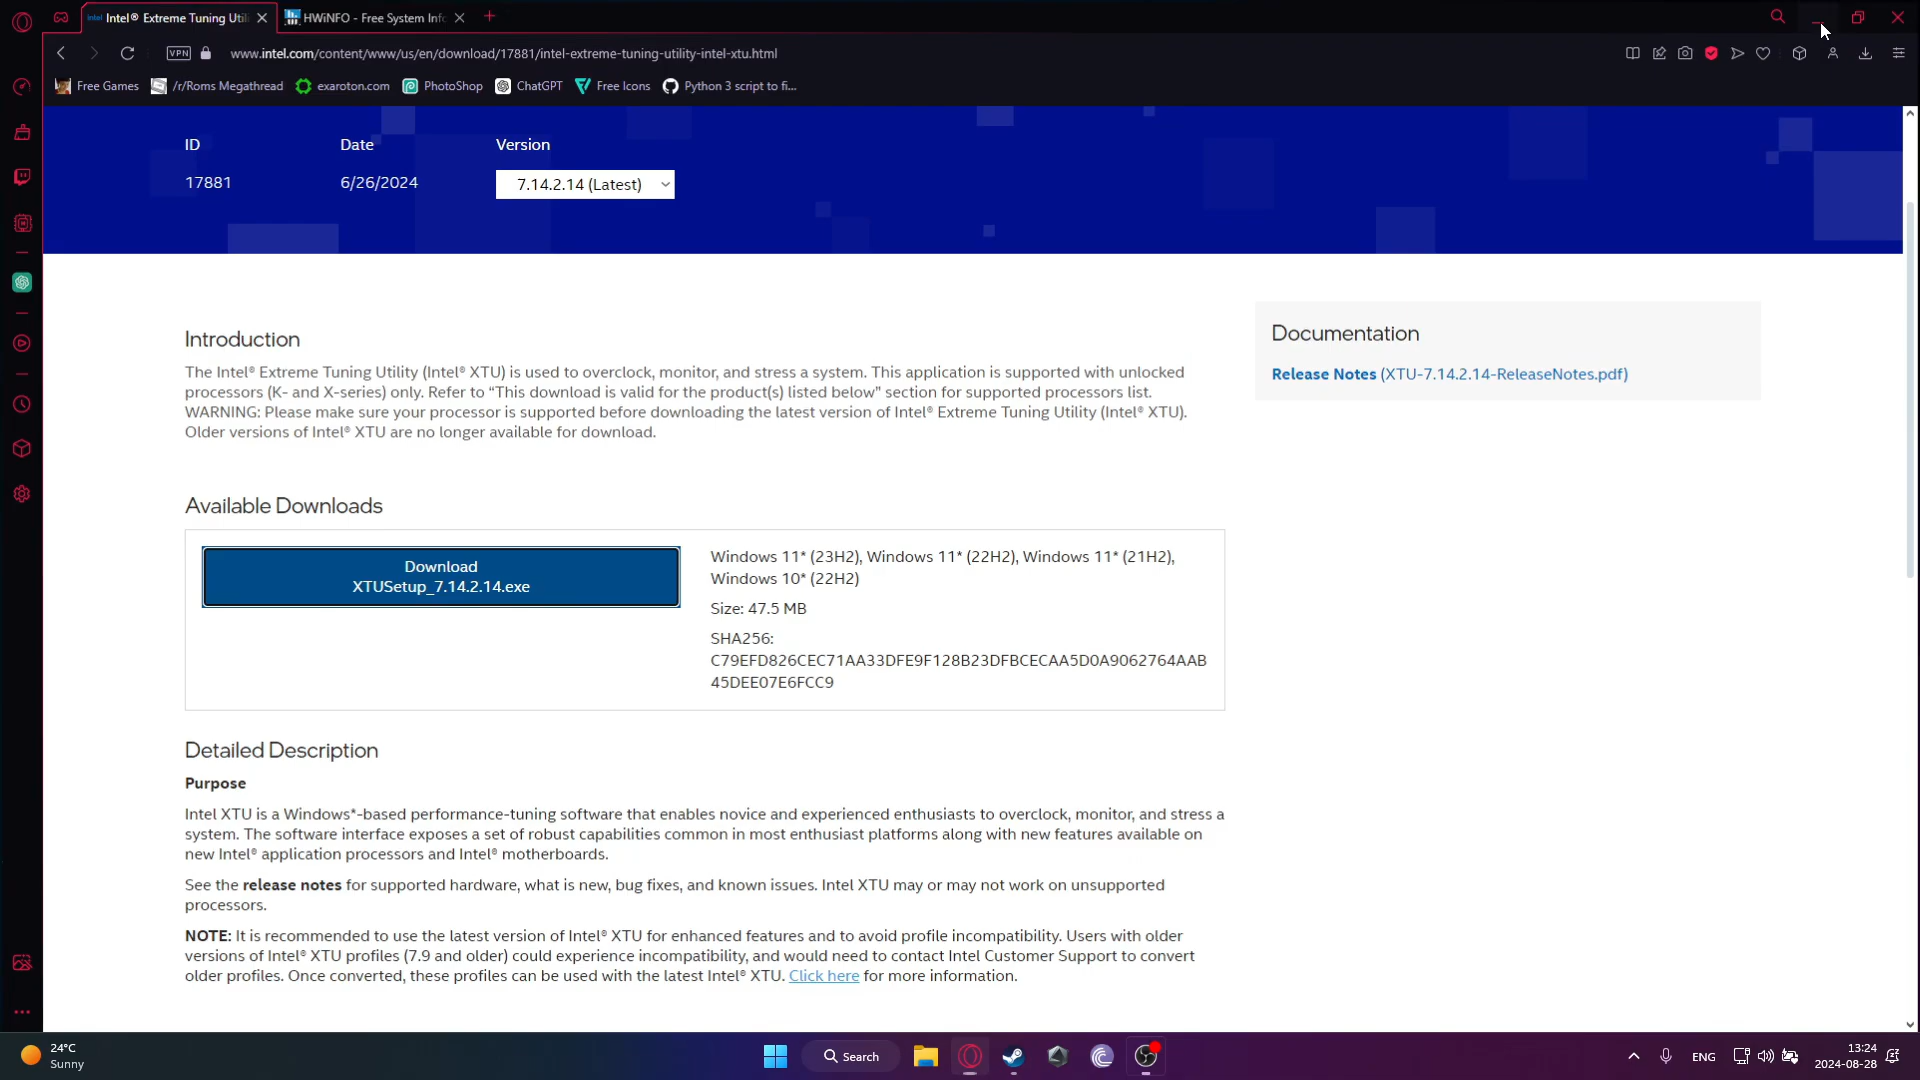 Intel® Extreme Tuning Util
HWiNFO - Free System Info
VPN
www.intel.com/content/www/us/en/download/17881/intel-extreme-tuning-utility-intel-xtu.html
Free Games
/r/Roms Megathread
exaroton.com
PhotoShop
ChatGPT
Free Icons
Python 3 script to fi...
ID
Date
Version
17881
6/26/2024
7.14.2.14 (Latest)
Introduction
The Intel® Extreme Tuning Utility (Intel® XTU) is used to overclock, monitor, and stress a system. This application is supported with unlocked
processors (K- and X-series) only. Refer to “This download is valid for the product(s) listed below” section for supported processors list.
WARNING: Please make sure your processor is supported before downloading the latest version of Intel® Extreme Tuning Utility (Intel® XTU).
Older versions of Intel® XTU are no longer available for download.
Documentation
Release Notes (XTU-7.14.2.14-ReleaseNotes.pdf)
Available Downloads
Download
XTUSetup_7.14.2.14.exe
Windows 11* (23H2), Windows 11* (22H2), Windows 11* (21H2),
Windows 10* (22H2)
Size: 47.5 MB
SHA256:
C79EFD826CEC71AA33DFE9F128B23DFBCECAA5D0A9062764AAB
45DEE07E6FCC9
Detailed Description
Purpose
Intel XTU is a Windows*-based performance-tuning software that enables novice and experienced enthusiasts to overclock, monitor, and stress a
system. The software interface exposes a set of robust capabilities common in most enthusiast platforms along with new features available on
new Intel® application processors and Intel® motherboards.
See the release notes for supported hardware, what is new, bug fixes, and known issues. Intel XTU may or may not work on unsupported
processors.
NOTE: It is recommended to use the latest version of Intel® XTU for enhanced features and to avoid profile incompatibility. Users with older
versions of Intel® XTU profiles (7.9 and older) could experience incompatibility, and would need to contact Intel Customer Support to convert
older profiles. Once converted, these profiles can be used with the latest Intel® XTU. Click here for more information.
24°C
Sunny
Search
ENG
13:24
2024-08-28